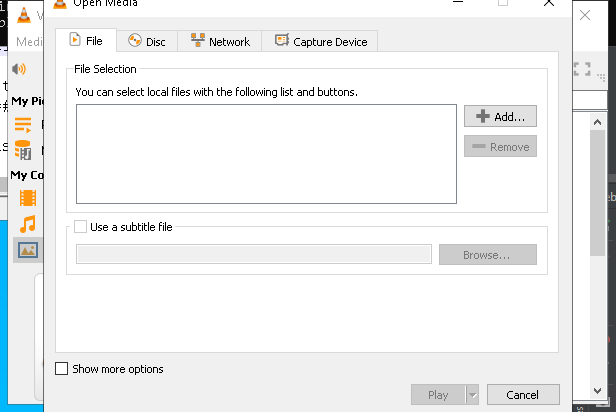 Open Media
File
Disc
Network
Capture Device
File Selection
You can select local files with the following list and buttons.
Add...
Remove
Use a subtitle file
Browse...
Show more options
Play
Cancel
Medi
My Pi
My Co